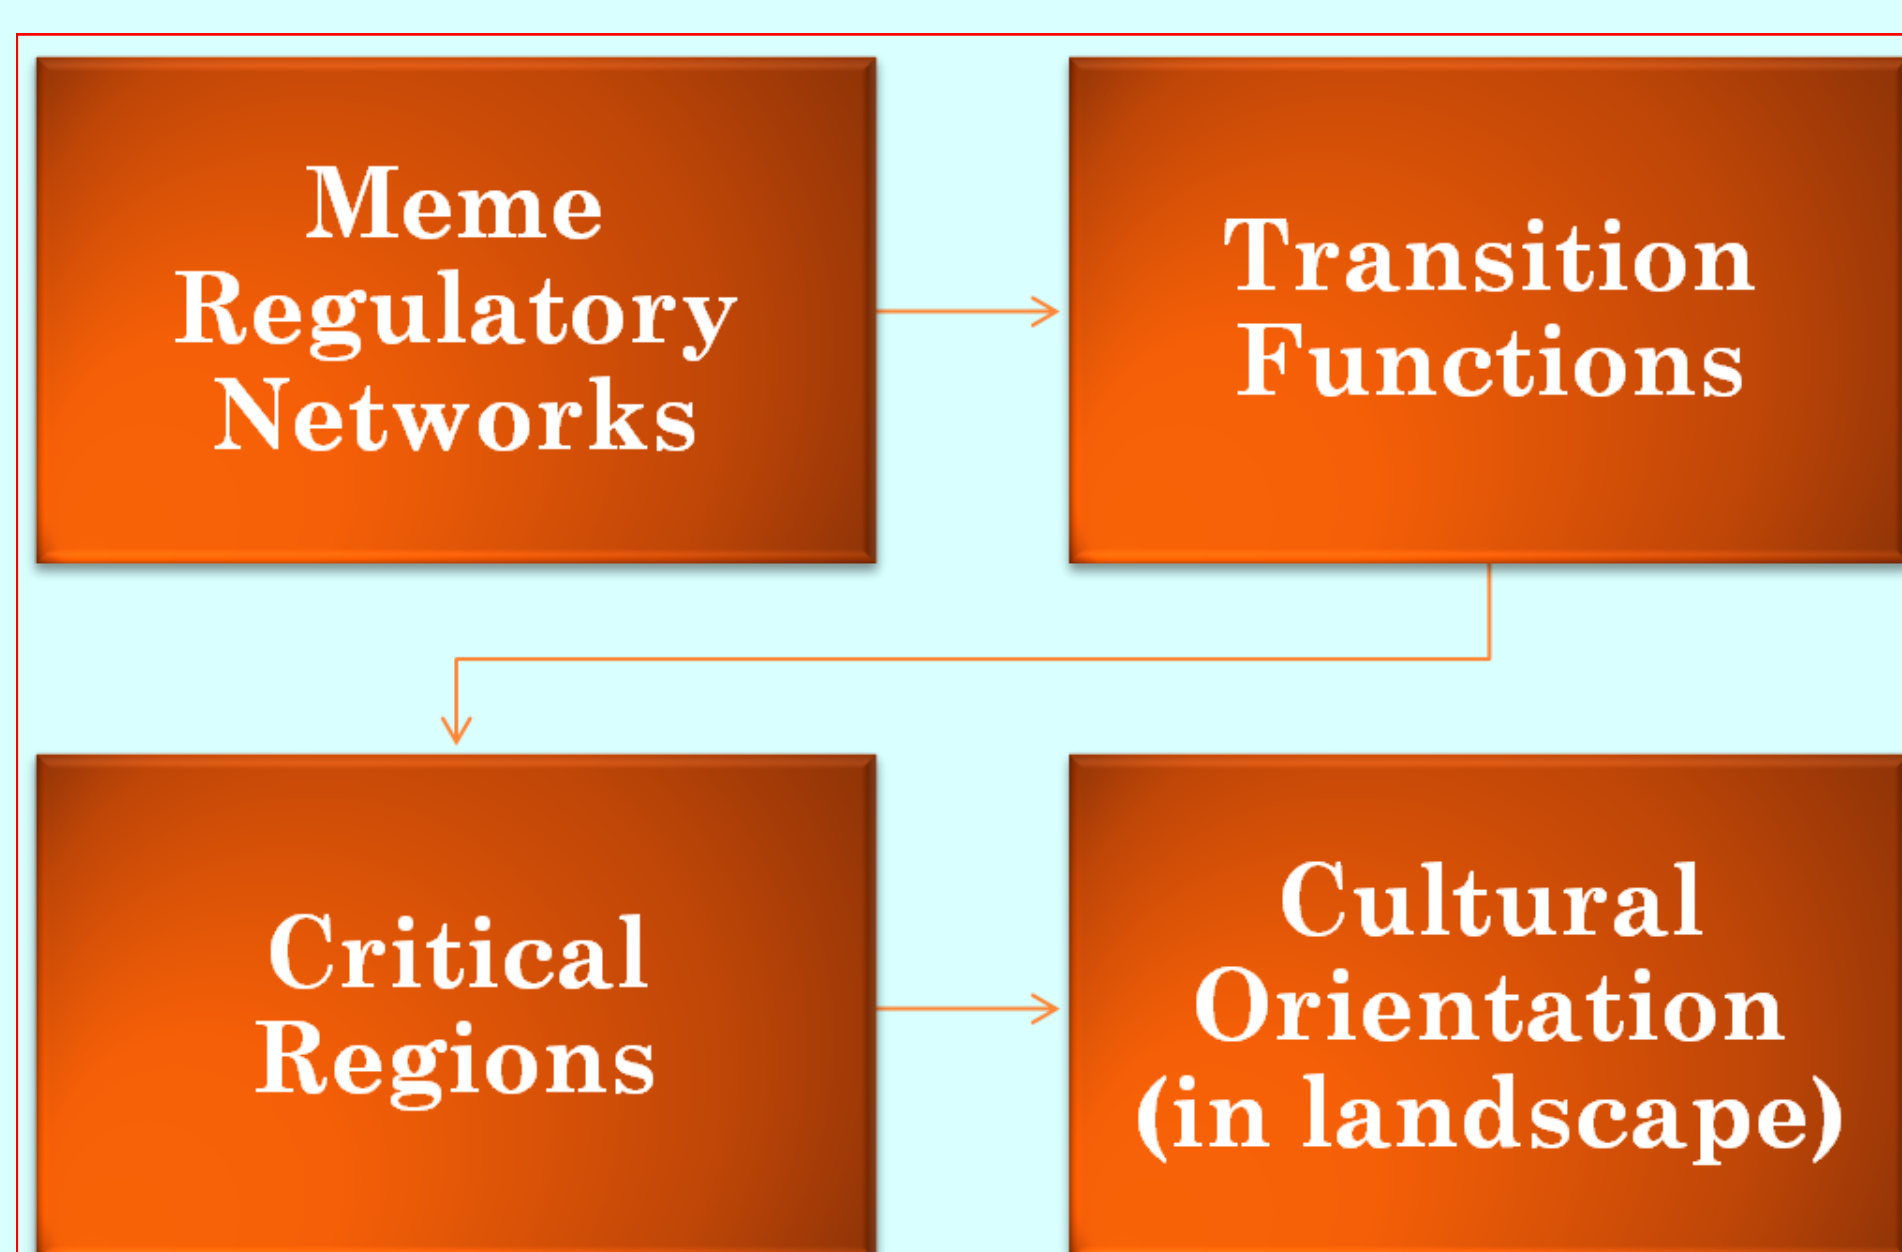 Meme
Regulatory
Networks
Transition
Functions
Critical
Regions
Cultural
Orientation
(in landscape)